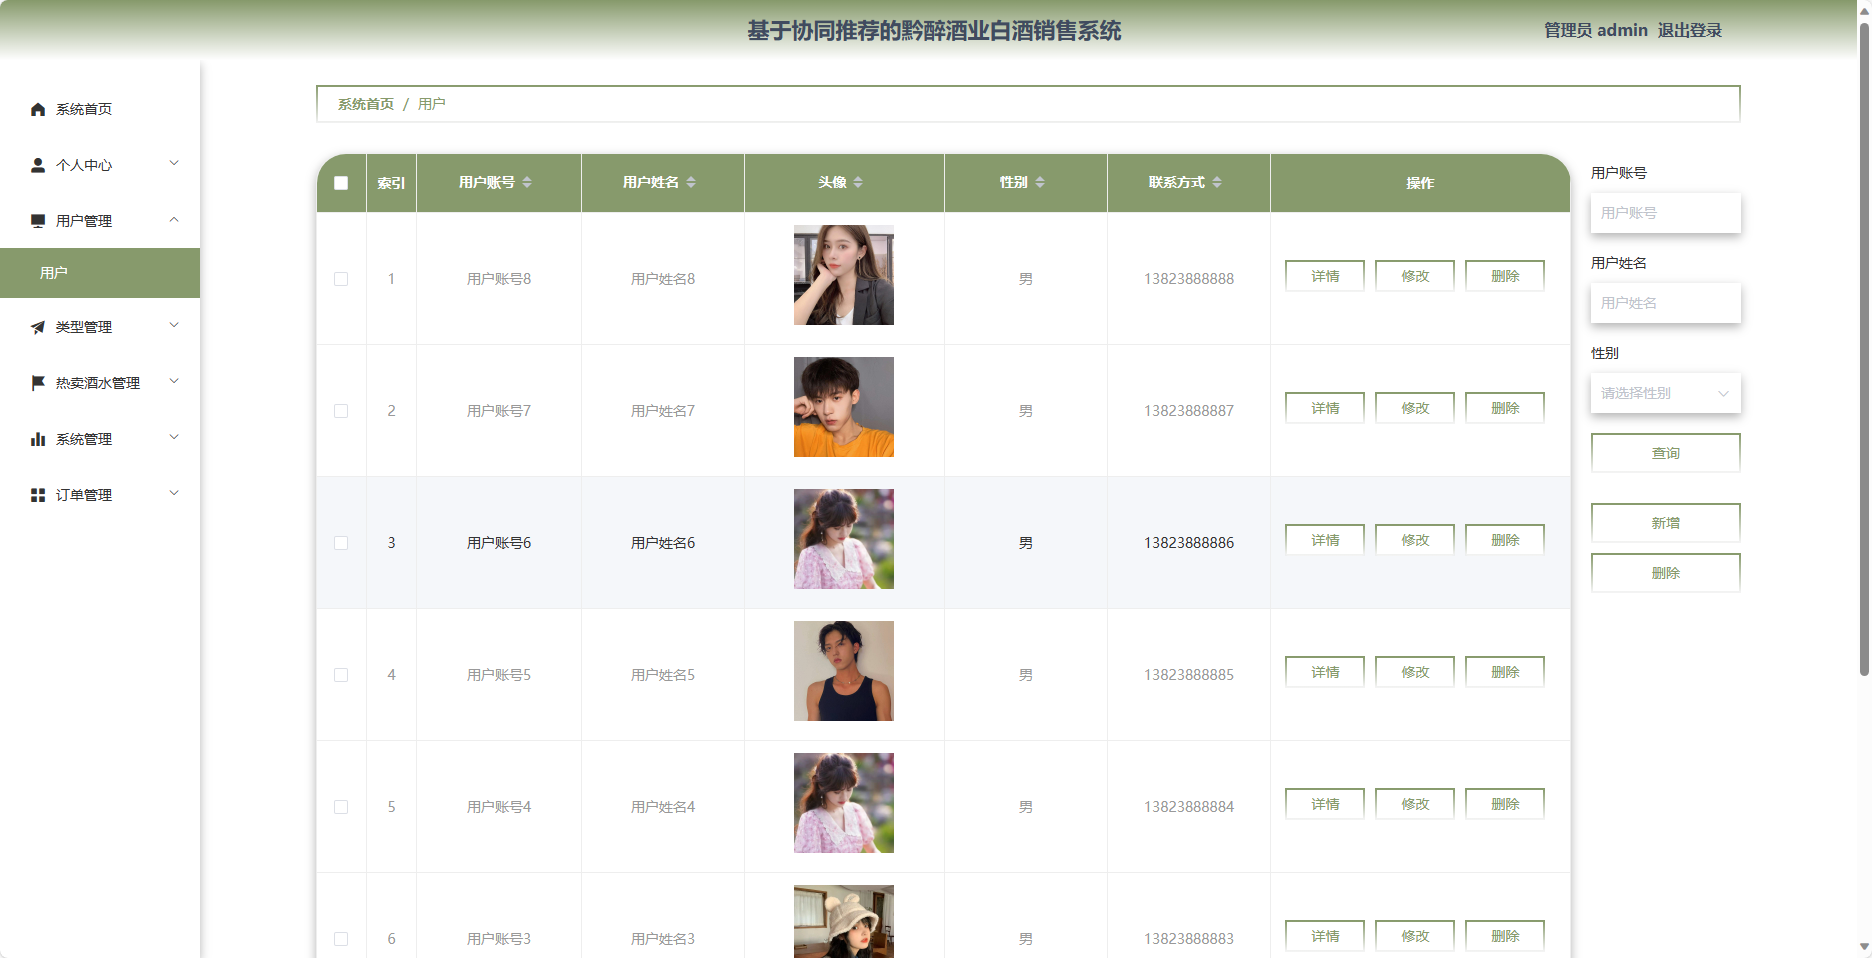 基于协同推荐的黔醉酒业白酒销售系统
管理员 admin 退出登录
系统首页
个人中心
用户管理
用户
类型管理
热卖酒水管理
系统管理
订单管理
系统首页 / 用户
索引 用户账号 用户姓名 头像 性别 联系方式 操作
1 用户账号8 用户姓名8 男 13823888888 详情 修改 删除
2 用户账号7 用户姓名7 男 13823888887 详情 修改 删除
3 用户账号6 用户姓名6 男 13823888886 详情 修改 删除
4 用户账号5 用户姓名5 男 13823888885 详情 修改 删除
5 用户账号4 用户姓名4 男 13823888884 详情 修改 删除
6 用户账号3 用户姓名3 男 13823888883 详情 修改 删除
用户账号
用户账号
用户姓名
用户姓名
性别
请选择性别
查询
新增
删除